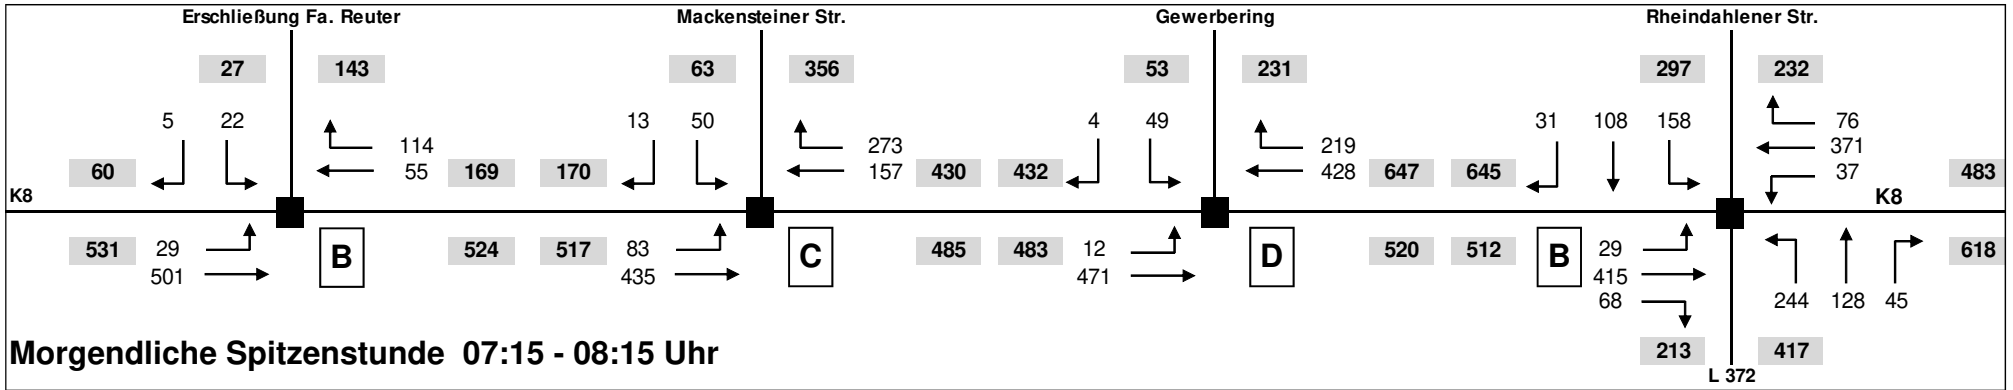 Erschließung Fa. Reuter Mackensteiner Str. Gewerbering Rheindahlener Str.
27 143 63 356 53 231 297 232
5 22 13 50 4 49 31 108 158 76
114 273 219 371
60 55 169 170 157 430 432 428 647 645 37 483
K8 K8
531 29 B 524 517 83 C 485 483 12 D 520 512 B 29 618
501 435 471 415
68 244 128 45
Morgendliche Spitzenstunde 07:15 - 08:15 Uhr 213 417
L 372